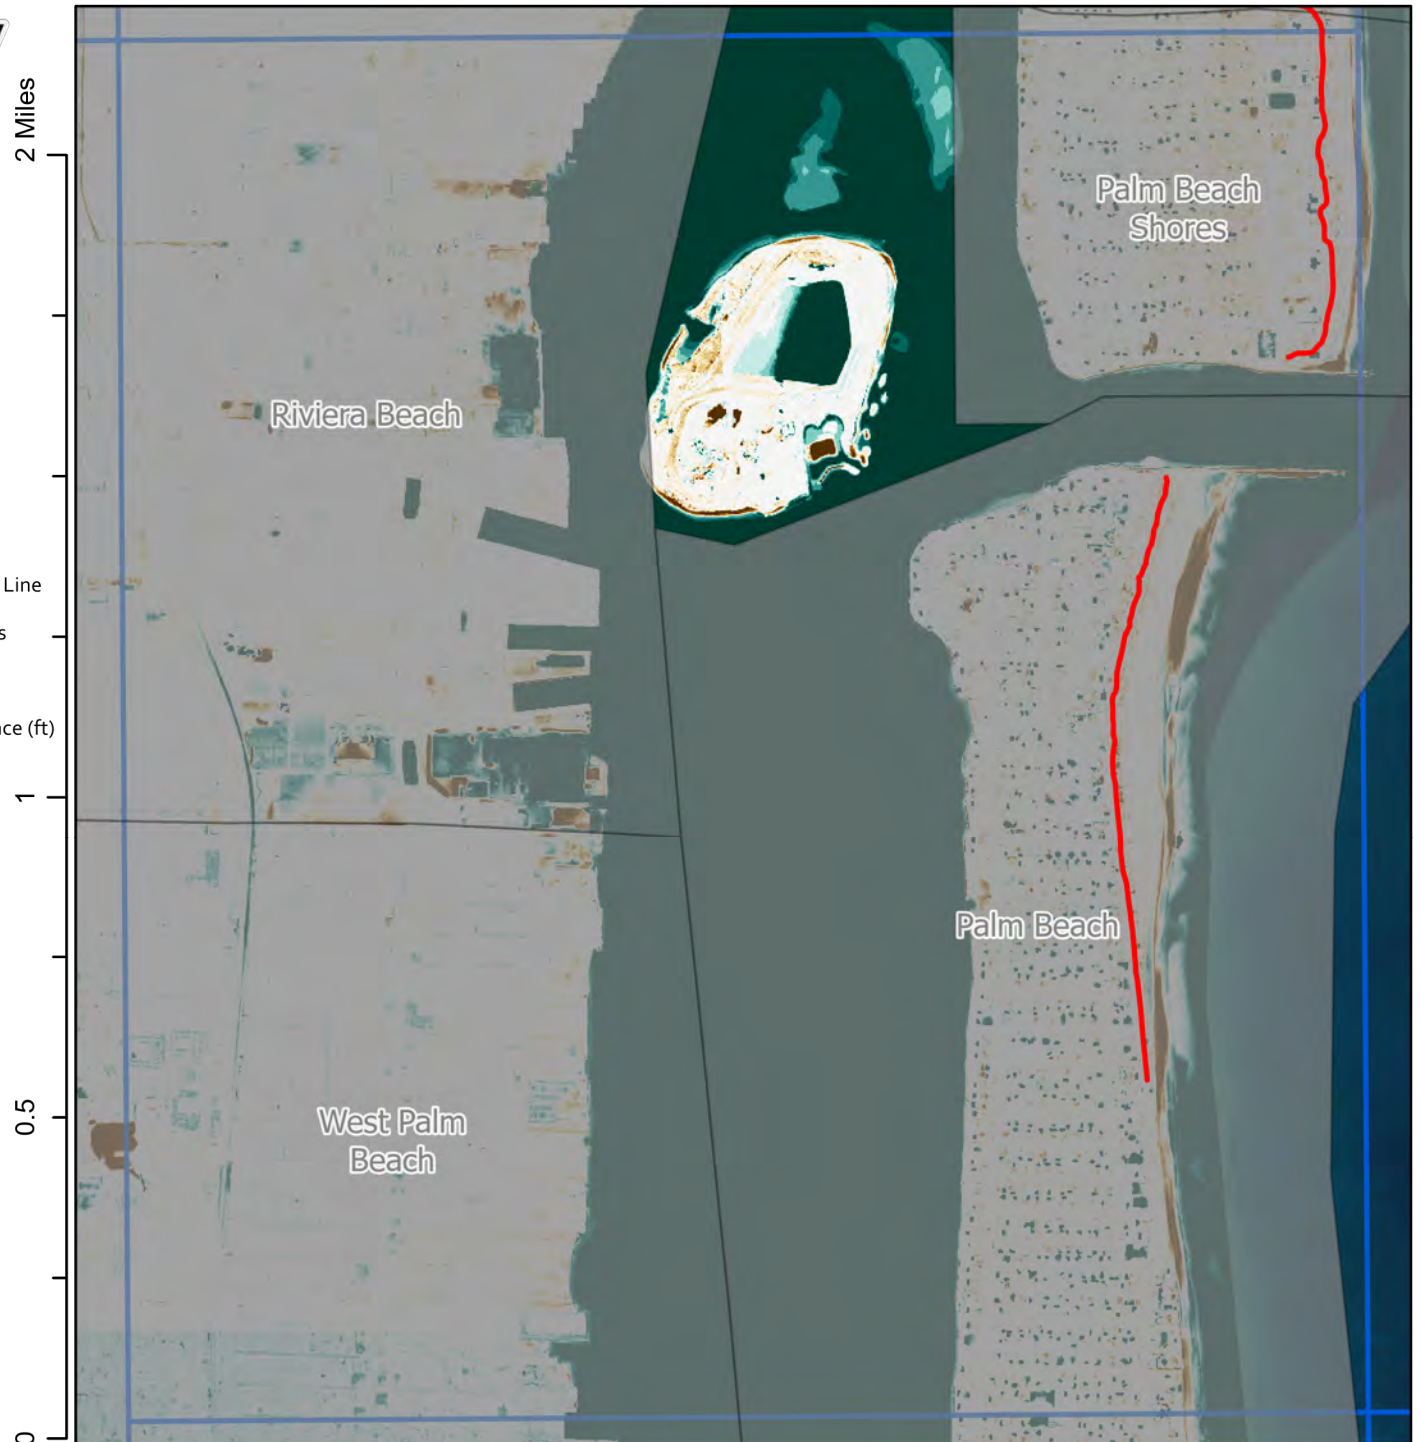 2 Miles
Palm Beach
Shores
Riviera Beach
Line
s
ce (ft)
1
Palm Beach
0.5
West Palm
Beach
0